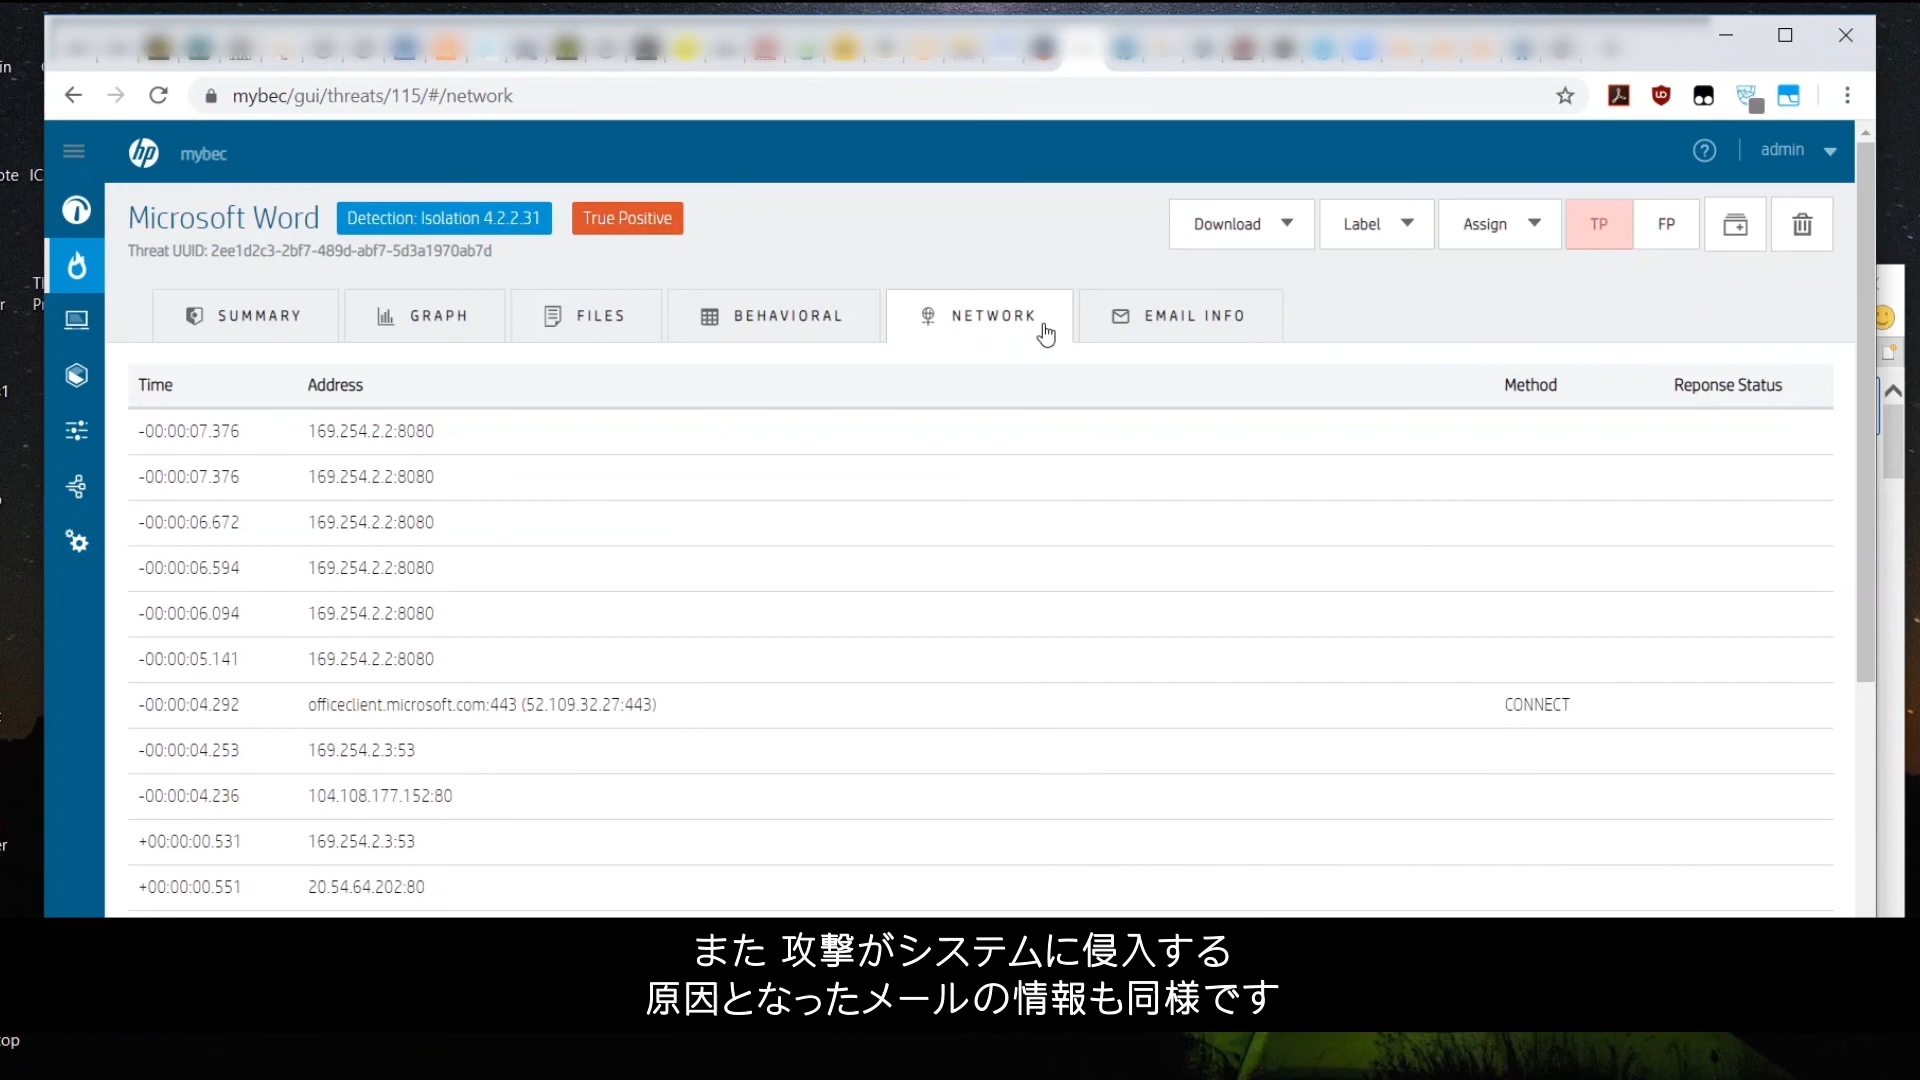 mybec/gui/threats/115/#/network
hp mybec
admin
Microsoft Word Detection: Isolation 4.2.2.31 True Positive
Threat UUID: 2ee1d2c3-2bf7-489d-abf7-5d3a1970ab7d
Download Label Assign TP FP
SUMMARY GRAPH FILES BEHAVIORAL NETWORK EMAIL INFO
Time Address Method Reponse Status
-00:00:07.376 169.254.2.2:8080
-00:00:07.376 169.254.2.2:8080
-00:00:06.672 169.254.2.2:8080
-00:00:06.594 169.254.2.2:8080
-00:00:06.094 169.254.2.2:8080
-00:00:05.141 169.254.2.2:8080
-00:00:04.292 officeclient.microsoft.com:443 (52.109.32.27:443) CONNECT
-00:00:04.253 169.254.2.3:53
-00:00:04.236 104.108.177.152:80
+00:00:00.531 169.254.2.3:53
+00:00:00.551 20.54.64.202:80
また 攻撃がシステムに侵入する
原因となったメールの情報も同様です